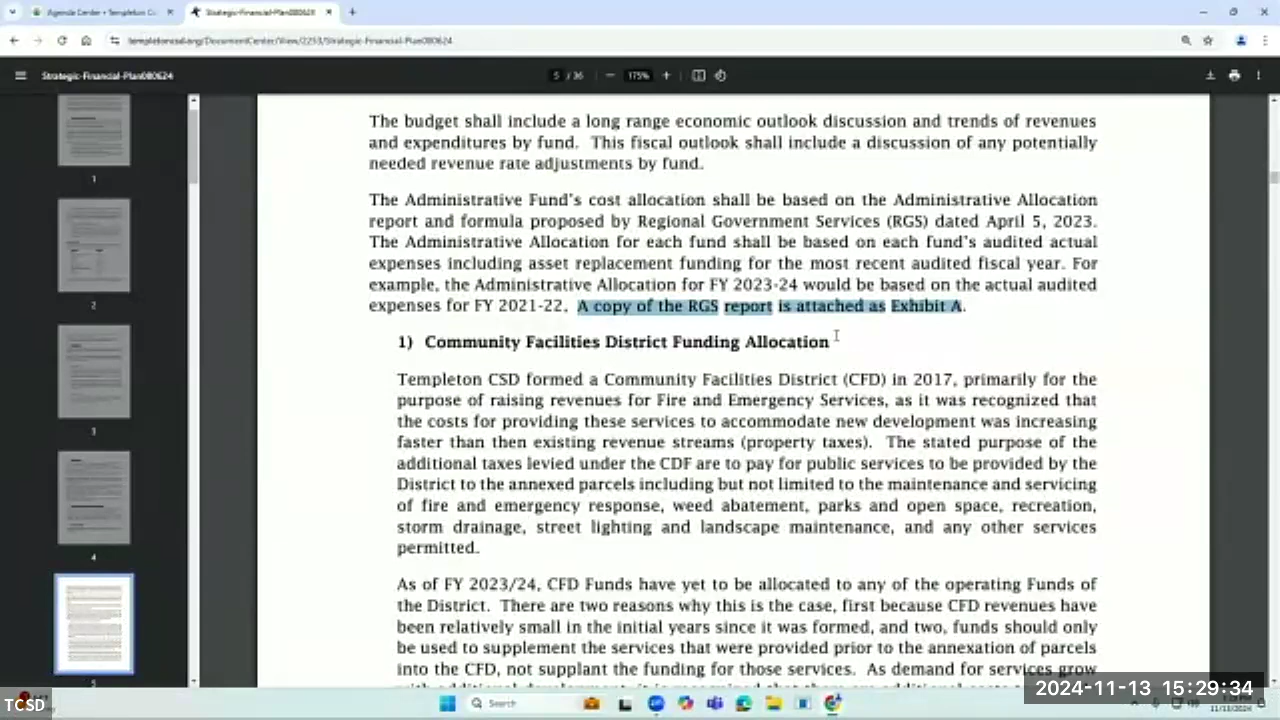 Agenda Center • Templeton C
Strategic-Financial-Plan080624
templetoncsd.org/DocumentCenter/View/2253/Strategic-Financial-Plan080624
Strategic-Financial-Plan080624
5 / 36
175%
The budget shall include a long range economic outlook discussion and trends of revenues
and expenditures by fund. This fiscal outlook shall include a discussion of any potentially
needed revenue rate adjustments by fund.
The Administrative Fund's cost allocation shall be based on the Administrative Allocation
report and formula proposed by Regional Government Services (RGS) dated April 5, 2023.
The Administrative Allocation for each fund shall be based on each fund's audited actual
expenses including asset replacement funding for the most recent audited fiscal year. For
example, the Administrative Allocation for FY 2023-24 would be based on the actual audited
expenses for FY 2021-22. A copy of the RGS report is attached as Exhibit A.
1) Community Facilities District Funding Allocation
Templeton CSD formed a Community Facilities District (CFD) in 2017, primarily for the
purpose of raising revenues for Fire and Emergency Services, as it was recognized that
the costs for providing these services to accommodate new development was increasing
faster than then existing revenue streams (property taxes). The stated purpose of the
additional taxes levied under the CDF are to pay for public services to be provided by the
District to the annexed parcels including but not limited to the maintenance and servicing
of fire and emergency response, weed abatement, parks and open space, recreation,
storm drainage, street lighting and landscape maintenance, and any other services
permitted.
As of FY 2023/24, CFD Funds have yet to be allocated to any of the operating Funds of
the District. There are two reasons why this is the case, first because CFD revenues have
been relatively small in the initial years since it was formed, and two, funds should only
be used to supplement the services that were provided prior to the annexation of parcels
into the CFD, not supplant the funding for those services. As demand for services grow
1
2
3
4
5
TCSD
Search
2024-11-13 15:29:34
11/13/2024